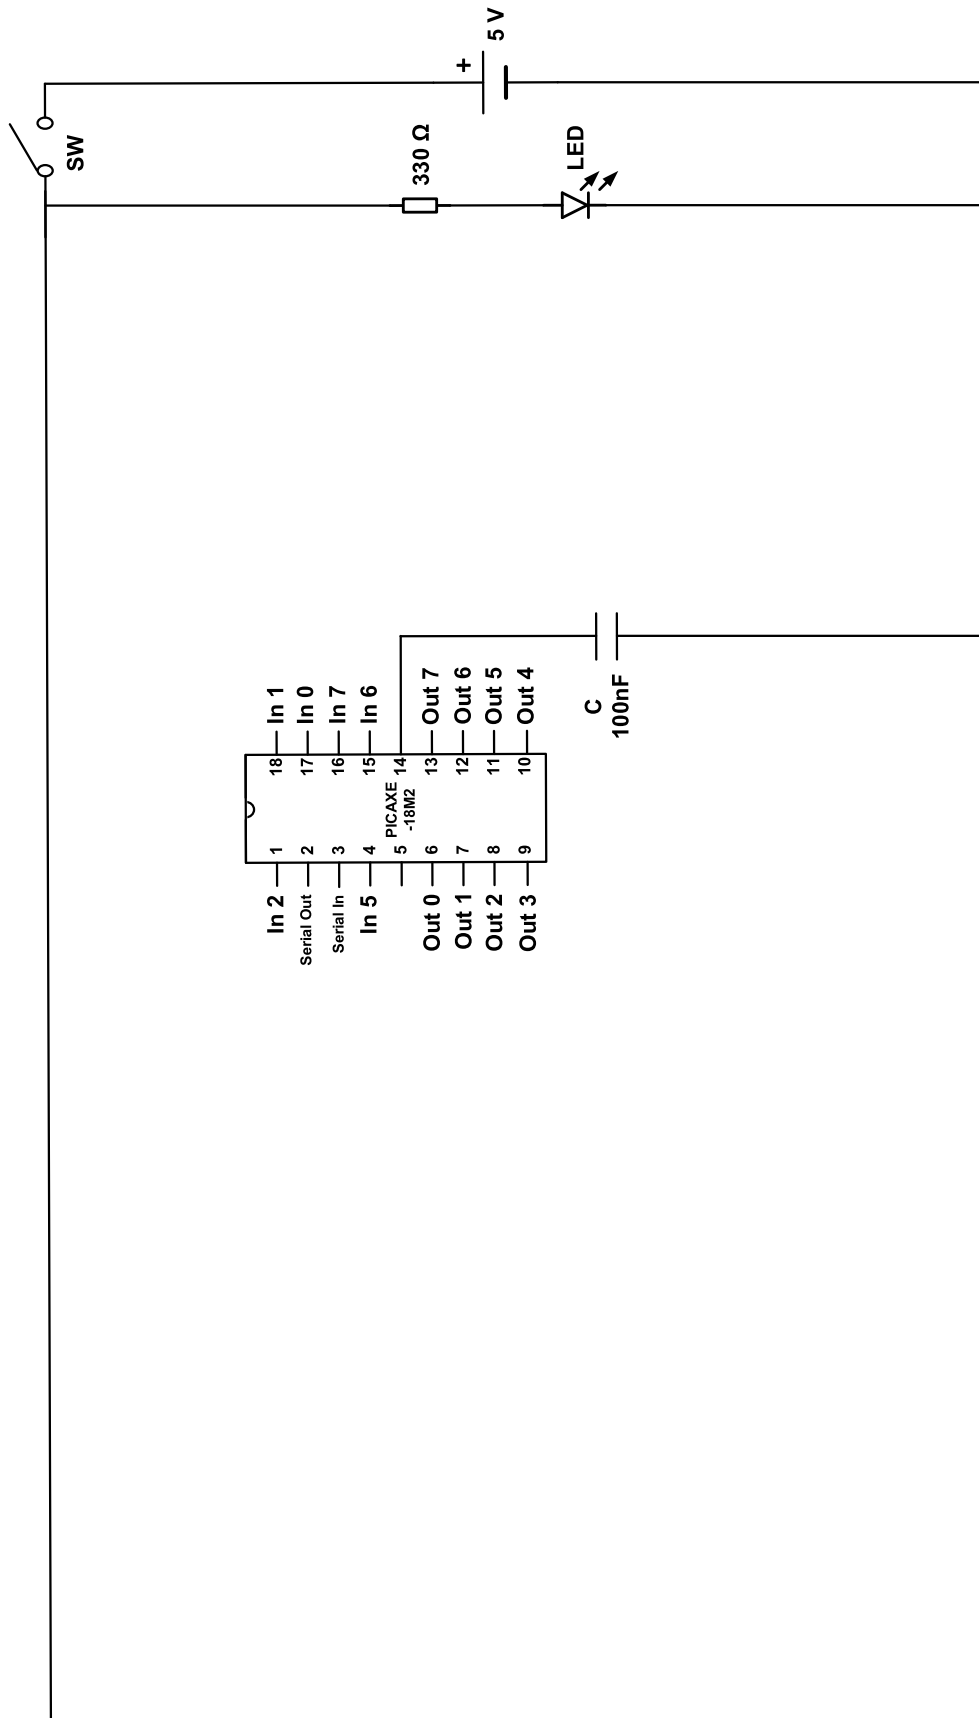 5 V
+
SW
330 Ω
LED
In 1
In 0
In 7
In 6
Out 7
Out 6
Out 5
Out 4
18
17
16
15
14
13
12
11
10
PICAXE
-18M2
1
2
3
4
5
6
7
8
9
In 2
Serial Out
Serial In
In 5
Out 0
Out 1
Out 2
Out 3
C
100nF